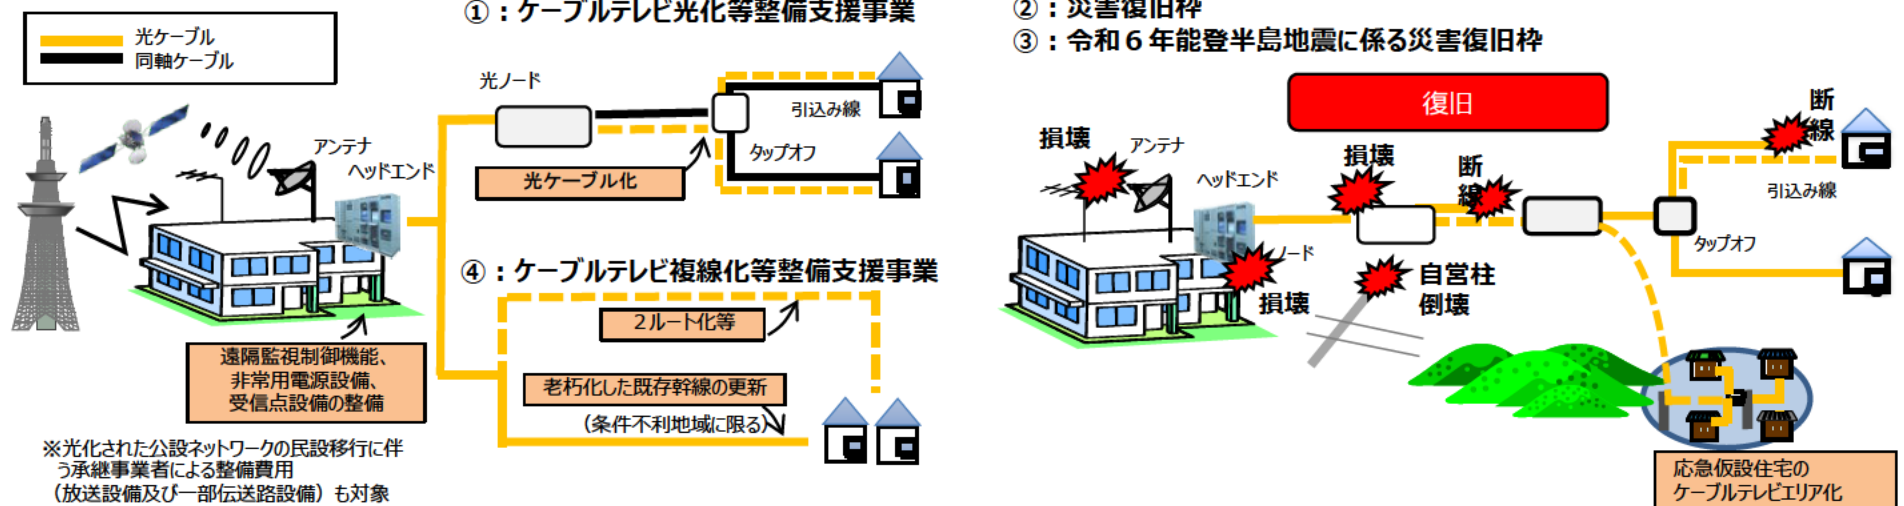 ①：ケーブルテレビ光化等整備支援事業
光ケーブル
同軸ケーブル
光ノード
引込み線
アンテナ
タップオフ
ヘッドエンド
光ケーブル化
④：ケーブルテレビ複線化等整備支援事業
2ルート化等
遠隔監視制御機能、
非常用電源設備、
受信点設備の整備
老朽化した既存幹線の更新
（条件不利地域に限る）
※光化された公設ネットワークの民設移行に伴
う承継事業者による整備費用
（放送設備及び一部伝送路設備）も対象
②：災害復旧枠
③：令和６年能登半島地震に係る災害復旧枠
復旧
断
線
損壊
アンテナ
損壊
断
線
ヘッドエンド
引込み線
タップオフ
ノード
損壊
自営柱
倒壊
応急仮設住宅の
ケーブルテレビエリア化